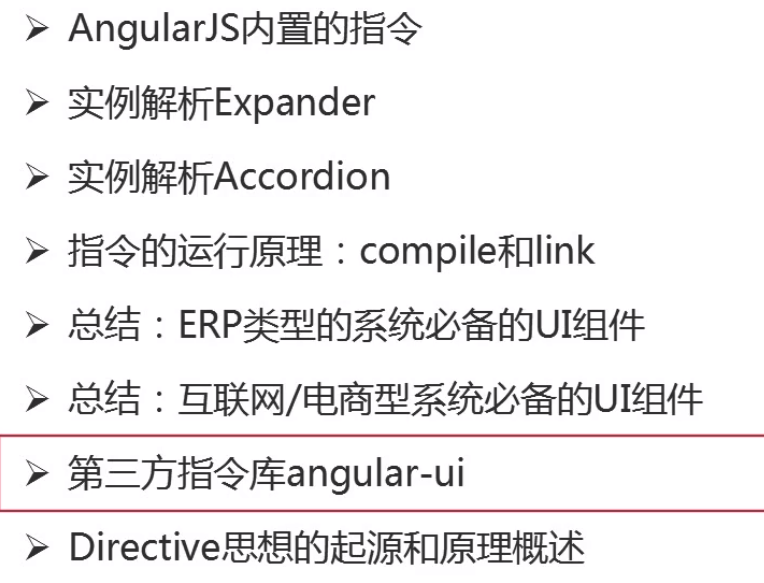 ➢ AngularJS内置的指令
➢ 实例解析Expander
➢ 实例解析Accordion
➢ 指令的运行原理：compile和link
➢ 总结：ERP类型的系统必备的UI组件
➢ 总结：互联网/电商型系统必备的UI组件
➢ 第三方指令库angular-ui
➢ Directive思想的起源和原理概述